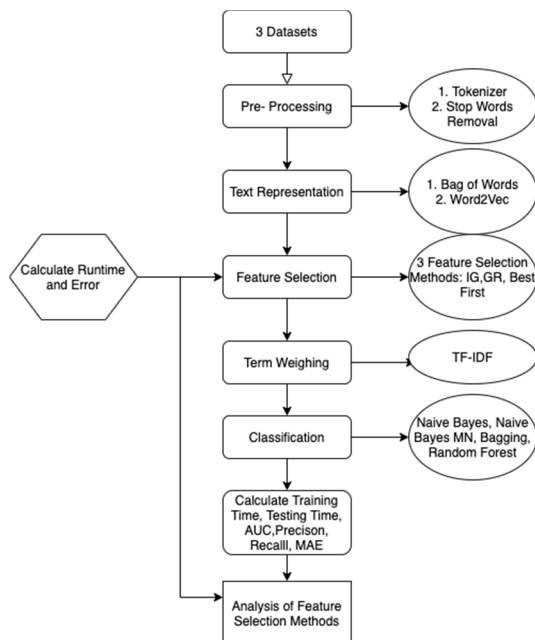 3 Datasets
Pre- Processing
1. Tokenizer
2. Stop Words
Removal
Text Representation
1. Bag of Words
2. Word2Vec
Calculate Runtime
and Error
Feature Selection
3 Feature Selection
Methods: IG,GR, Best
First
Term Weighing
TF-IDF
Classification
Naive Bayes, Naive
Bayes MN, Bagging,
Random Forest
Calculate Training
Time, Testing Time,
AUC,Precison,
Recalll, MAE
Analysis of Feature
Selection Methods